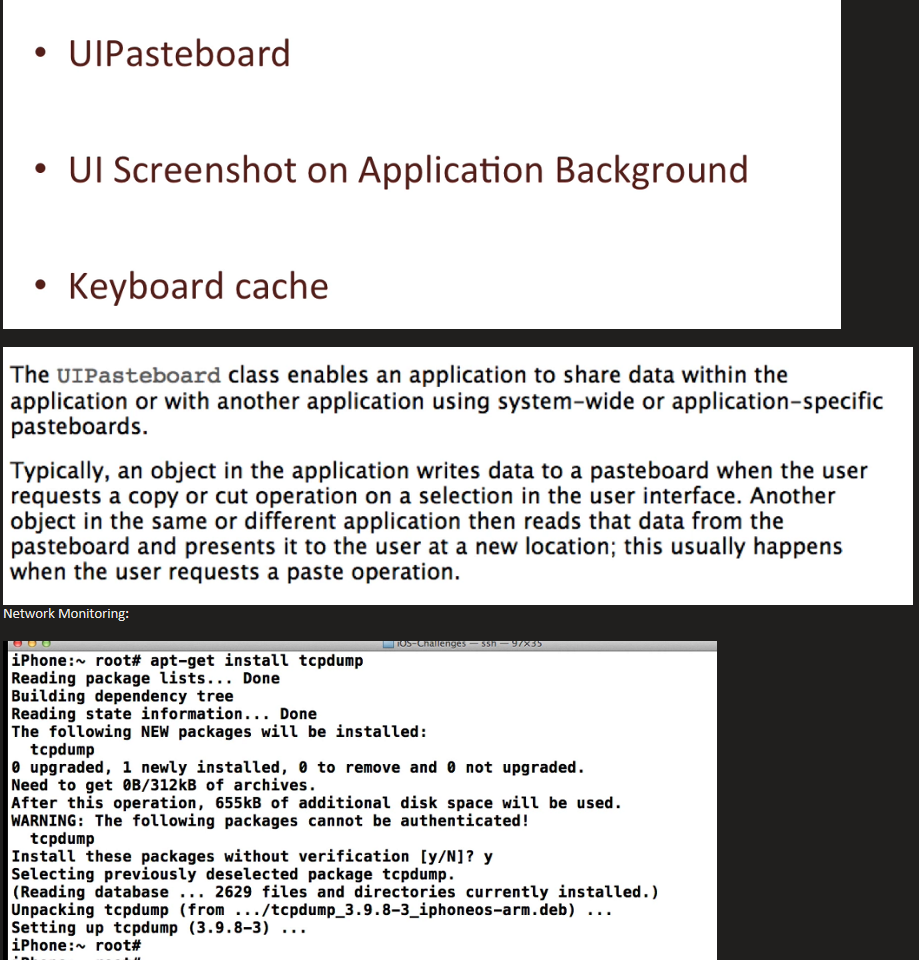 • UIPasteboard
• UI Screenshot on Application Background
• Keyboard cache
The UIPasteboard class enables an application to share data within the
application or with another application using system-wide or application-specific
pasteboards.
Typically, an object in the application writes data to a pasteboard when the user
requests a copy or cut operation on a selection in the user interface. Another
object in the same or different application then reads that data from the
pasteboard and presents it to the user at a new location; this usually happens
when the user requests a paste operation.
Network Monitoring:
iOS-Challenges — ssh — 97×35
iPhone:~ root# apt-get install tcpdump
Reading package lists... Done
Building dependency tree
Reading state information... Done
The following NEW packages will be installed:
tcpdump
0 upgraded, 1 newly installed, 0 to remove and 0 not upgraded.
Need to get 0B/312kB of archives.
After this operation, 655kB of additional disk space will be used.
WARNING: The following packages cannot be authenticated!
tcpdump
Install these packages without verification [y/N]? y
Selecting previously deselected package tcpdump.
(Reading database ... 2629 files and directories currently installed.)
Unpacking tcpdump (from .../tcpdump_3.9.8-3_iphoneos-arm.deb) ...
Setting up tcpdump (3.9.8-3) ...
iPhone:~ root#